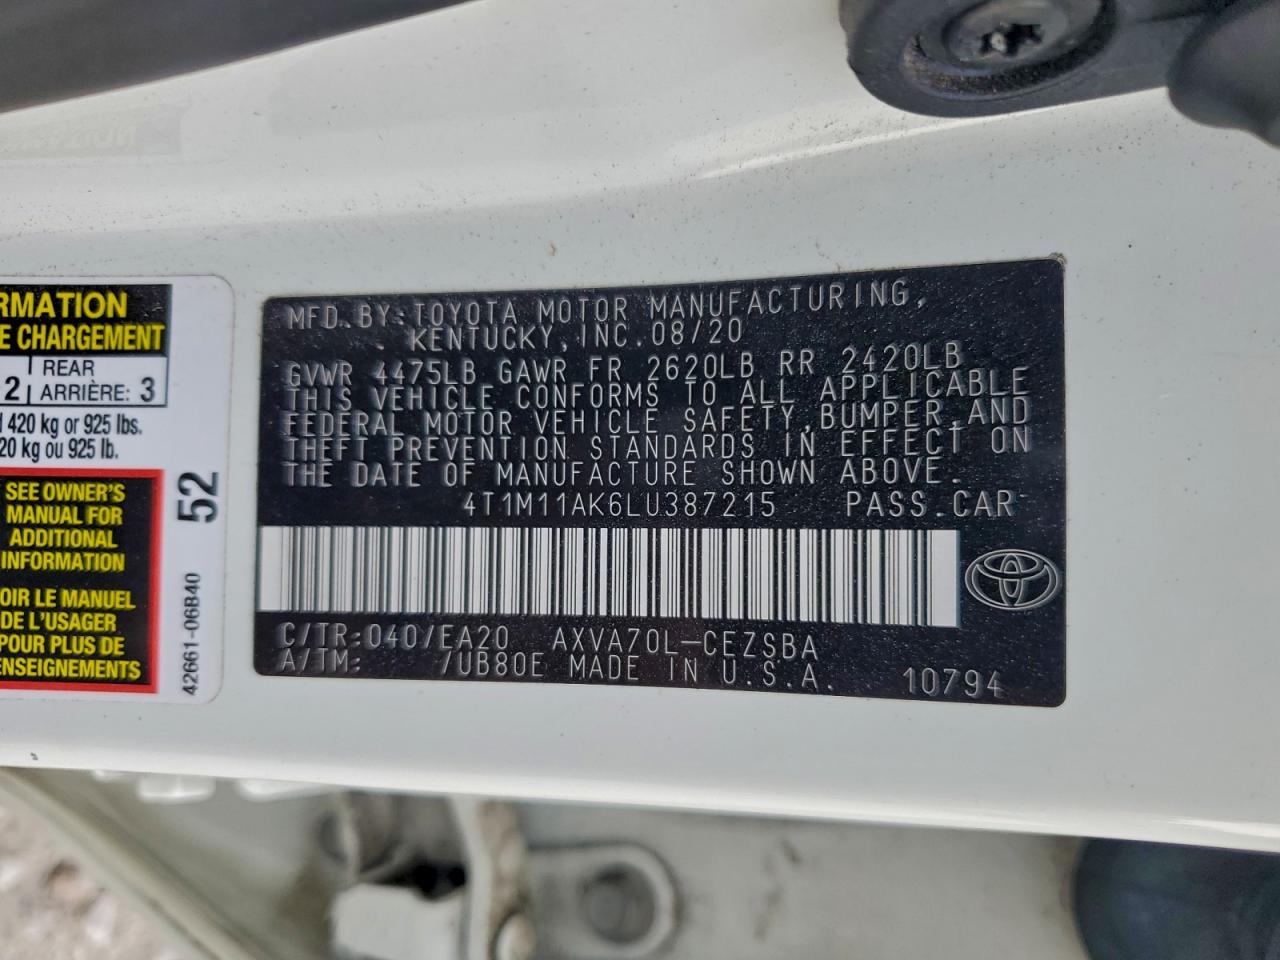 RMATION
E CHARGEMENT
2 REAR
ARRIÈRE: 3
420 kg or 925 lbs.
20 kg ou 925 lb.
SEE OWNER'S
MANUAL FOR
ADDITIONAL
INFORMATION
OIR LE MANUEL
DE L'USAGER
POUR PLUS DE
ENSEIGNEMENTS
52
42661-06B40
MFD.BY:TOYOTA MOTOR MANUFACTURING,
KENTUCKY,INC.08/20
GVWR 4475LB GAWR FR 2620LB RR 2420LB
THIS VEHICLE CONFORMS TO ALL APPLICABLE
FEDERAL MOTOR VEHICLE SAFETY,BUMPER,AND
THEFT PREVENTION STANDARDS IN EFFECT ON
THE DATE OF MANUFACTURE SHOWN ABOVE.
4T1M11AK6LU387215 PASS.CAR
C/TR:040/EA20 AXVA70L-CEZSBA
A/TM: /UB80E MADE IN U.S.A. 10794